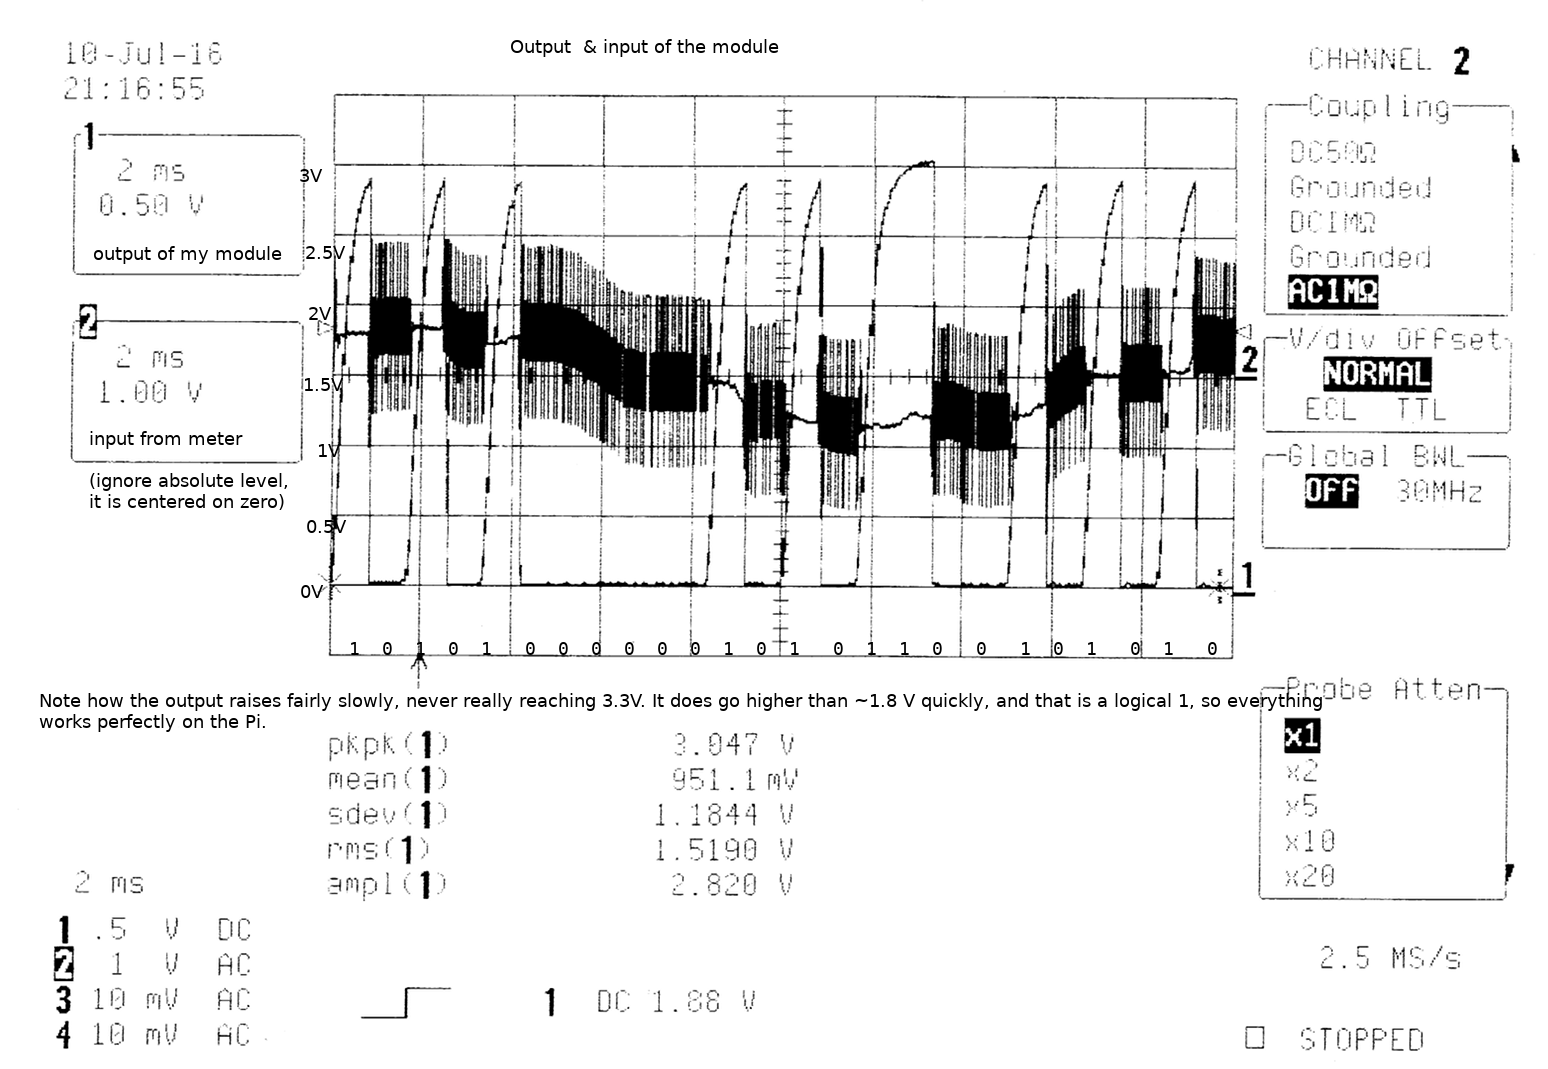 10-Jul-16
21:16:55
Output & input of the module
1
2 ms
0.50 V
output of my module
2
2 ms
1.00 V
input from meter
(ignore absolute level,
it is centered on zero)
3V
2.5V
2V
1.5V
1V
0.5V
0V
2
1
1 0 1 0 1 0 0 0 0 0 0 1 0 1 0 1 1 0 0 1 0 1 0 1 0
CHANNEL 2
Coupling
DC50Ω
Grounded
DC1MΩ
Grounded
AC1MΩ
V/div Offset
NORMAL
ECL TTL
Global BWL
OFF 30MHz
Note how the output raises fairly slowly, never really reaching 3.3V. It does go higher than ~1.8 V quickly, and that is a logical 1, so everything
works perfectly on the Pi.
Probe Atten
x1
x2
x5
x10
x20
pkpk(1) 3.047 V
mean(1) 951.1 mV
sdev(1) 1.1844 V
rms(1) 1.5190 V
ampl(1) 2.820 V
2 ms
1 .5 V DC
2 1 V AC
3 10 mV AC
4 10 mV AC
1 DC 1.88 V
2.5 MS/s
STOPPED